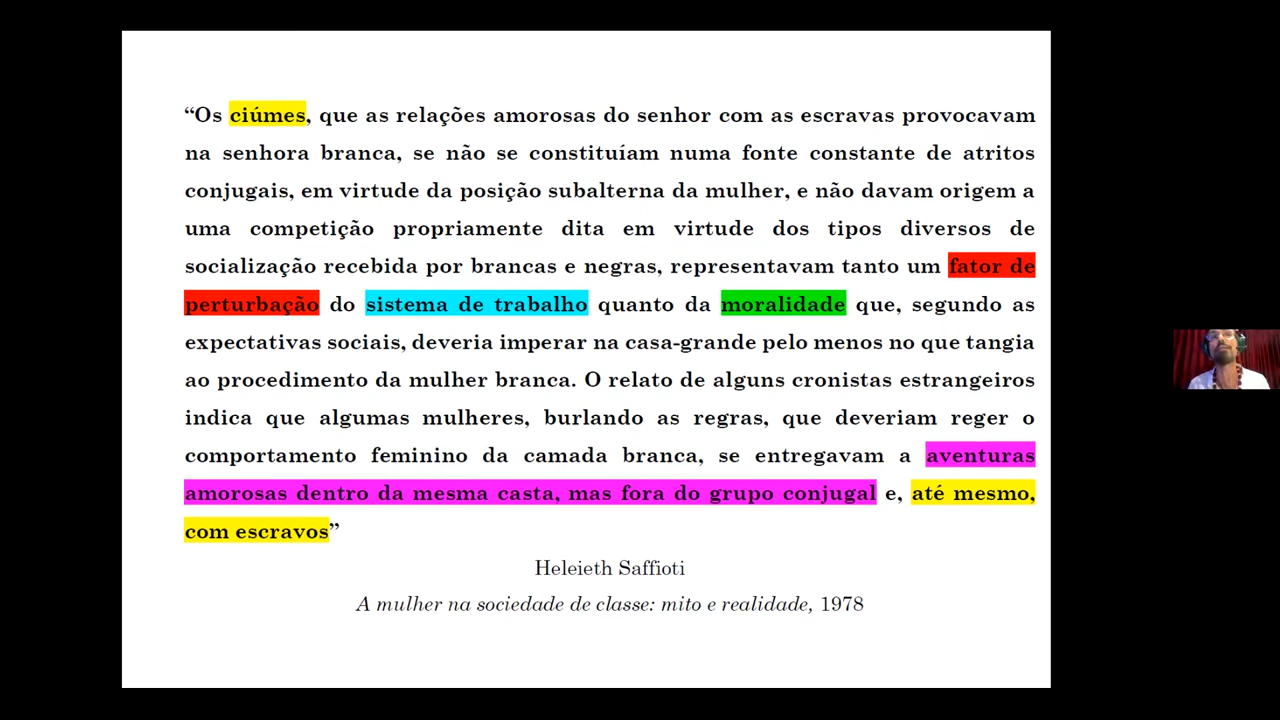 “Os ciúmes, que as relações amorosas do senhor com as escravas provocavam
na senhora branca, se não se constituíam numa fonte constante de atritos
conjugais, em virtude da posição subalterna da mulher, e não davam origem a
uma competição propriamente dita em virtude dos tipos diversos de
socialização recebida por brancas e negras, representavam tanto um fator de
perturbação do sistema de trabalho quanto da moralidade que, segundo as
expectativas sociais, deveria imperar na casa-grande pelo menos no que tangia
ao procedimento da mulher branca. O relato de alguns cronistas estrangeiros
indica que algumas mulheres, burlando as regras, que deveriam reger o
comportamento feminino da camada branca, se entregavam a aventuras
amorosas dentro da mesma casta, mas fora do grupo conjugal e, até mesmo,
com escravos”
Heleieth Saffioti
A mulher na sociedade de classe: mito e realidade, 1978